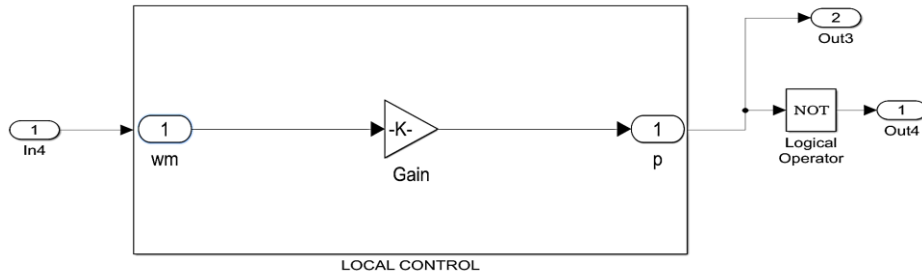 1
In4
1
wm
-K-
Gain
1
p
2
Out3
NOT
Logical
Operator
1
Out4
LOCAL CONTROL